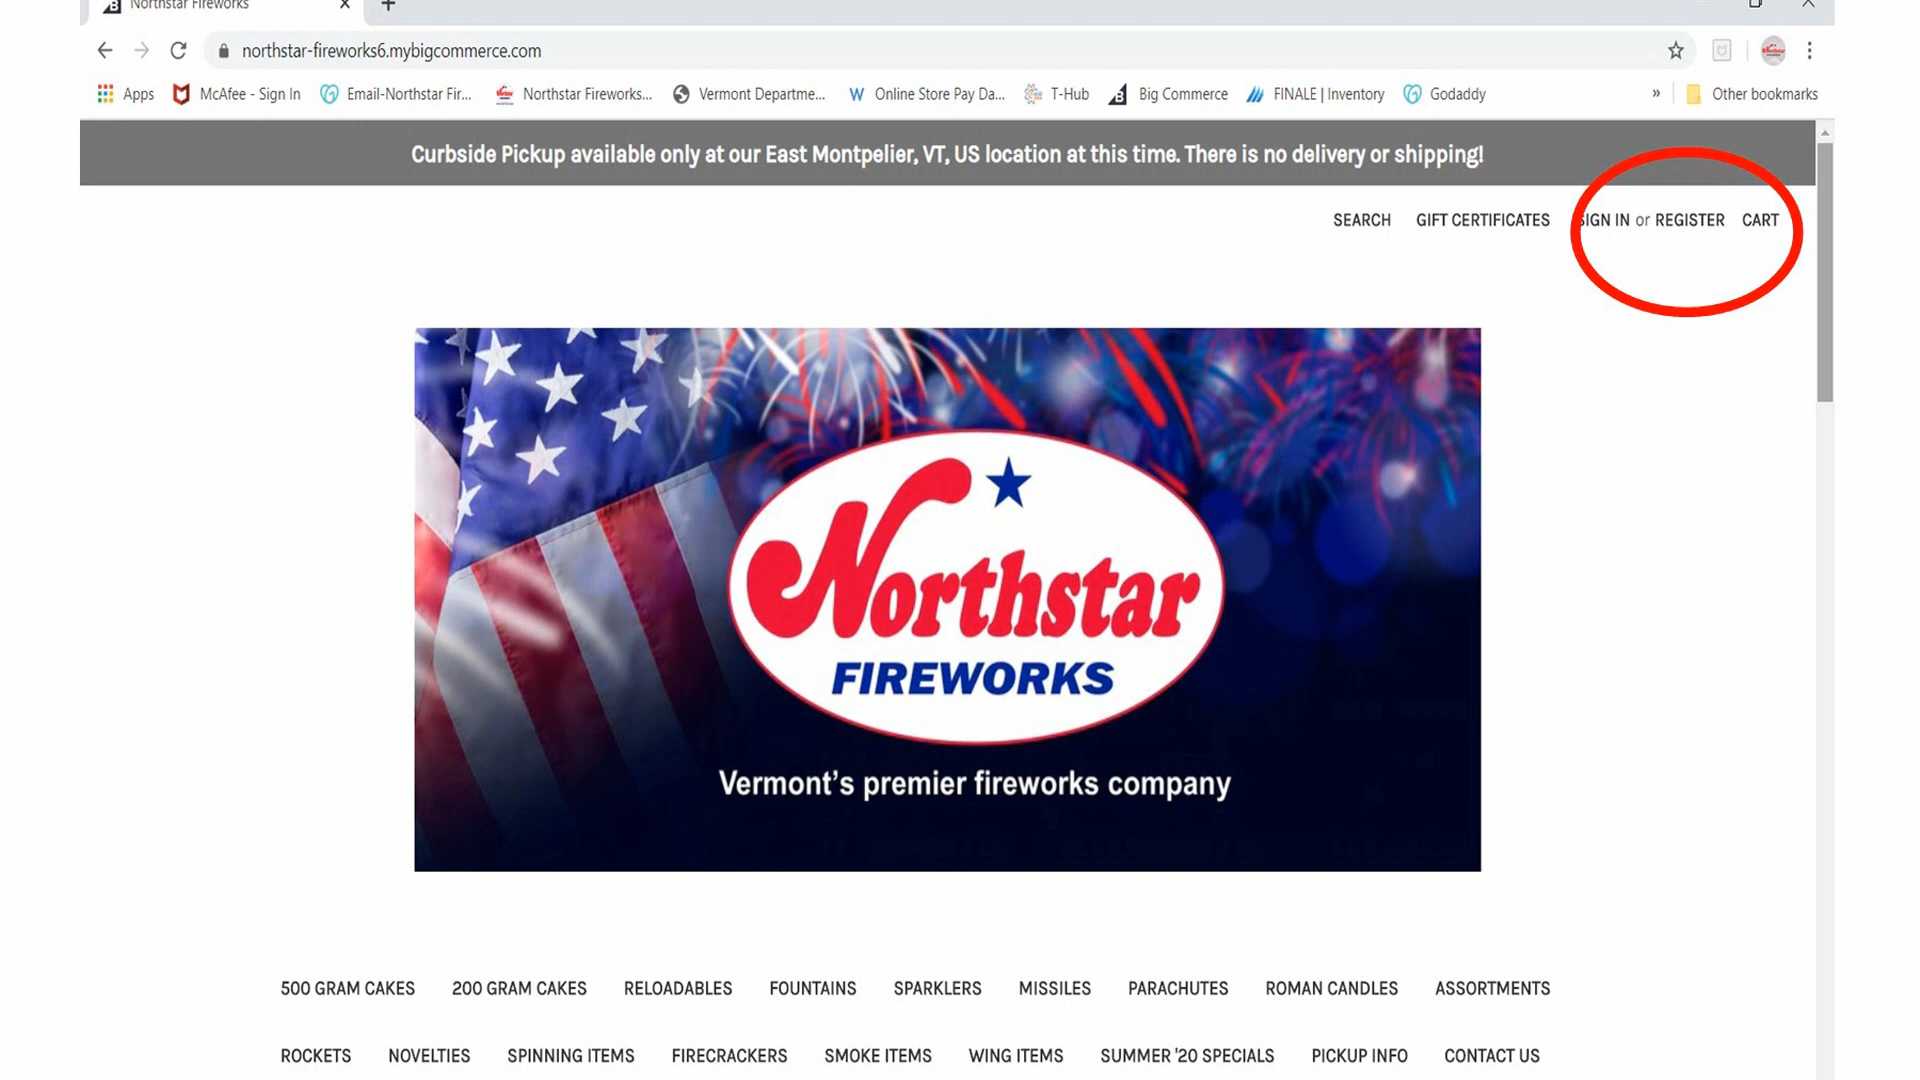 Northstar Fireworks
northstar-fireworks6.mybigcommerce.com
Apps McAfee - Sign In Email-Northstar Fir... Northstar Fireworks... Vermont Departme... Online Store Pay Da... T-Hub Big Commerce FINALE | Inventory Godaddy » Other bookmarks
Curbside Pickup available only at our East Montpelier, VT, US location at this time. There is no delivery or shipping!
SEARCH GIFT CERTIFICATES SIGN IN or REGISTER CART
Northstar
FIREWORKS
Vermont's premier fireworks company
500 GRAM CAKES 200 GRAM CAKES RELOADABLES FOUNTAINS SPARKLERS MISSILES PARACHUTES ROMAN CANDLES ASSORTMENTS
ROCKETS NOVELTIES SPINNING ITEMS FIRECRACKERS SMOKE ITEMS WING ITEMS SUMMER '20 SPECIALS PICKUP INFO CONTACT US